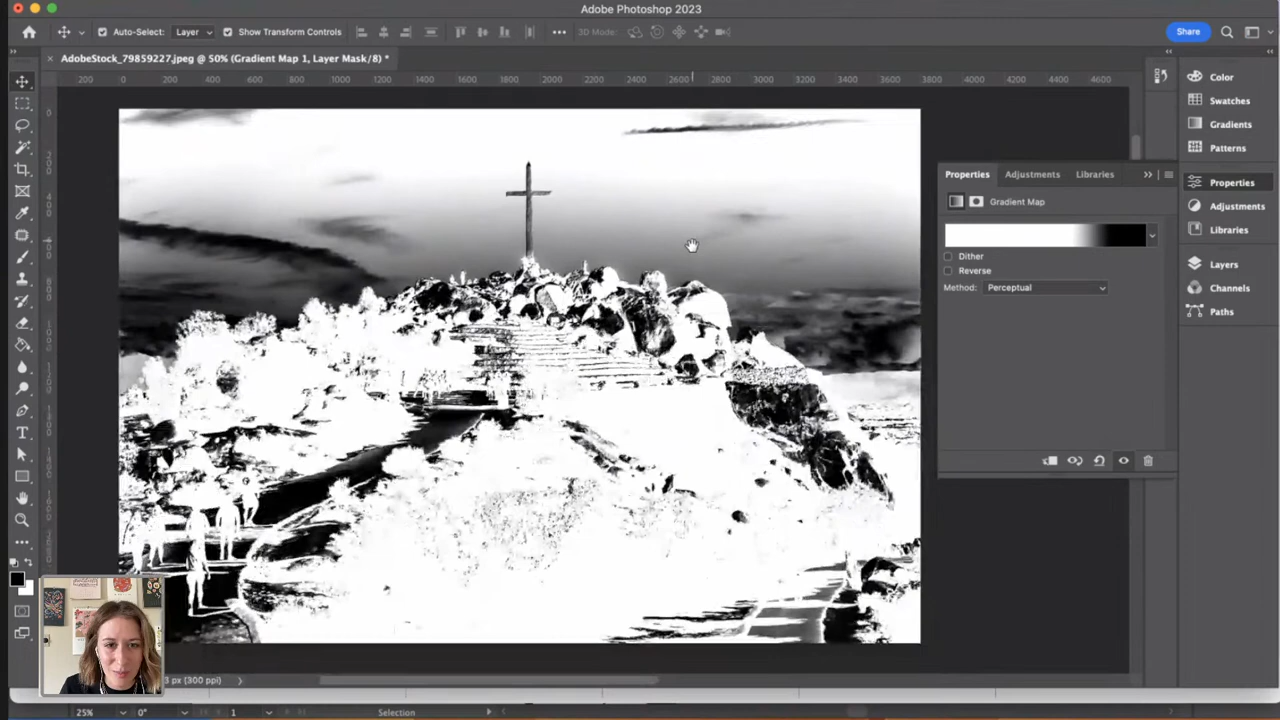 Adobe Photoshop 2023
Auto-Select: Layer Show Transform Controls 3D Mode: Share
AdobeStock_79859227.jpeg @ 50% (Gradient Map 1, Layer Mask/8) *
200 0 200 400 600 800 1000 1200 1400 1600 1800 2000 2200 2400 2600 2800 3000 3200 3400 3600 3800 4000 4200 4400 4600
Color
Swatches
Gradients
Patterns
Properties
Adjustments
Libraries
Layers
Channels
Paths
Properties Adjustments Libraries
Gradient Map
Dither
Reverse
Method: Perceptual
3 px (300 ppi)
25% 0° 1 Selection